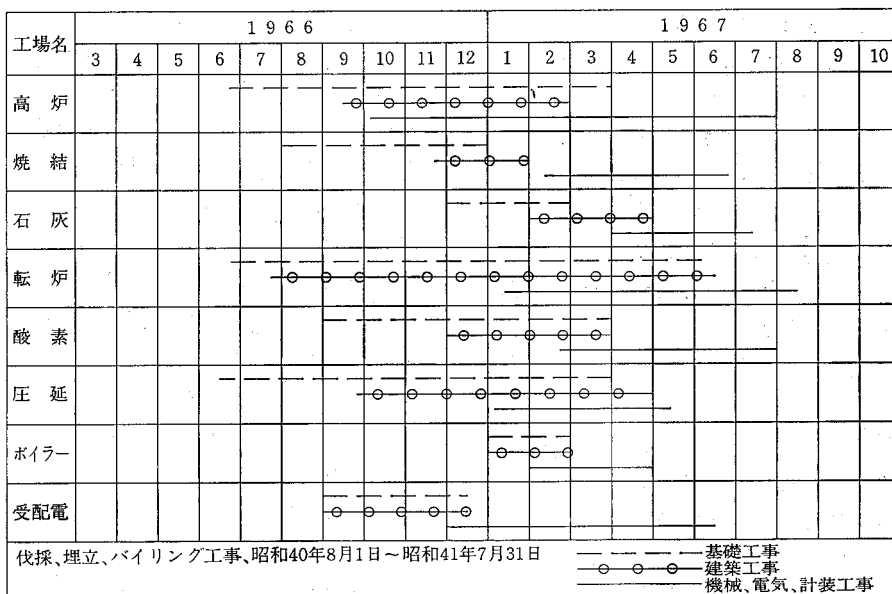 工場名
1966
1967
3 4 5 6 7 8 9 10 11 12 1 2 3 4 5 6 7 8 9 10
高炉
焼結
石灰
転炉
酸素
圧延
ボイラー
受配電
伐採、埋立、バイリング工事、昭和40年8月1日～昭和41年7月31日
基礎工事
建築工事
機械、電気、計装工事